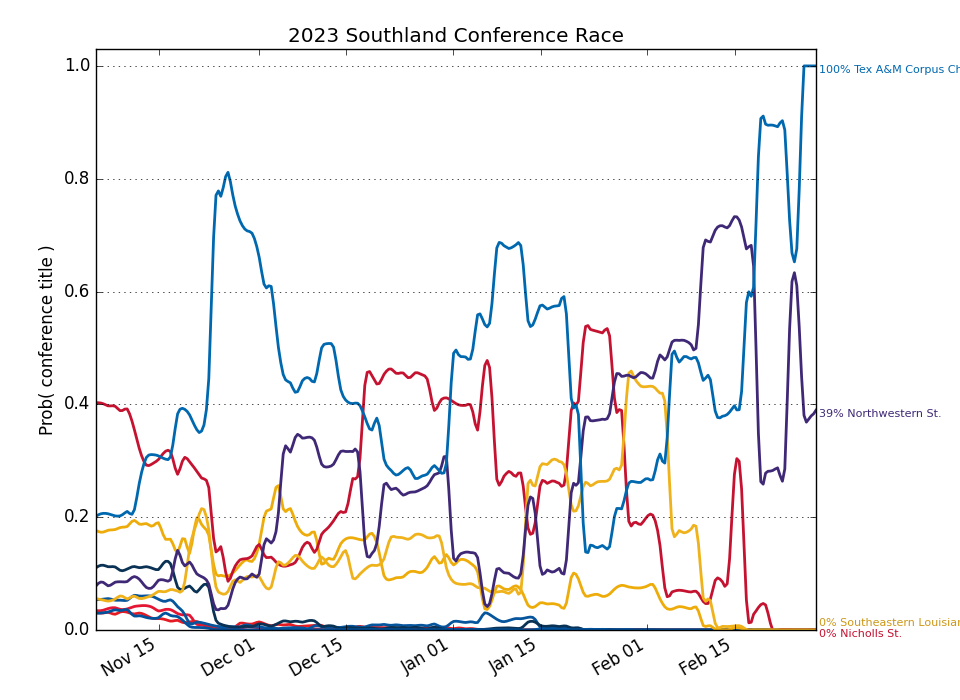 2023 Southland Conference Race
Prob( conference title )
1.0
0.8
0.6
0.4
0.2
0.0
Nov 15
Dec 01
Dec 15
Jan 01
Jan 15
Feb 01
Feb 15
100% Tex A&M Corpus Ch
39% Northwestern St.
0% Southeastern Louisian
0% Nicholls St.